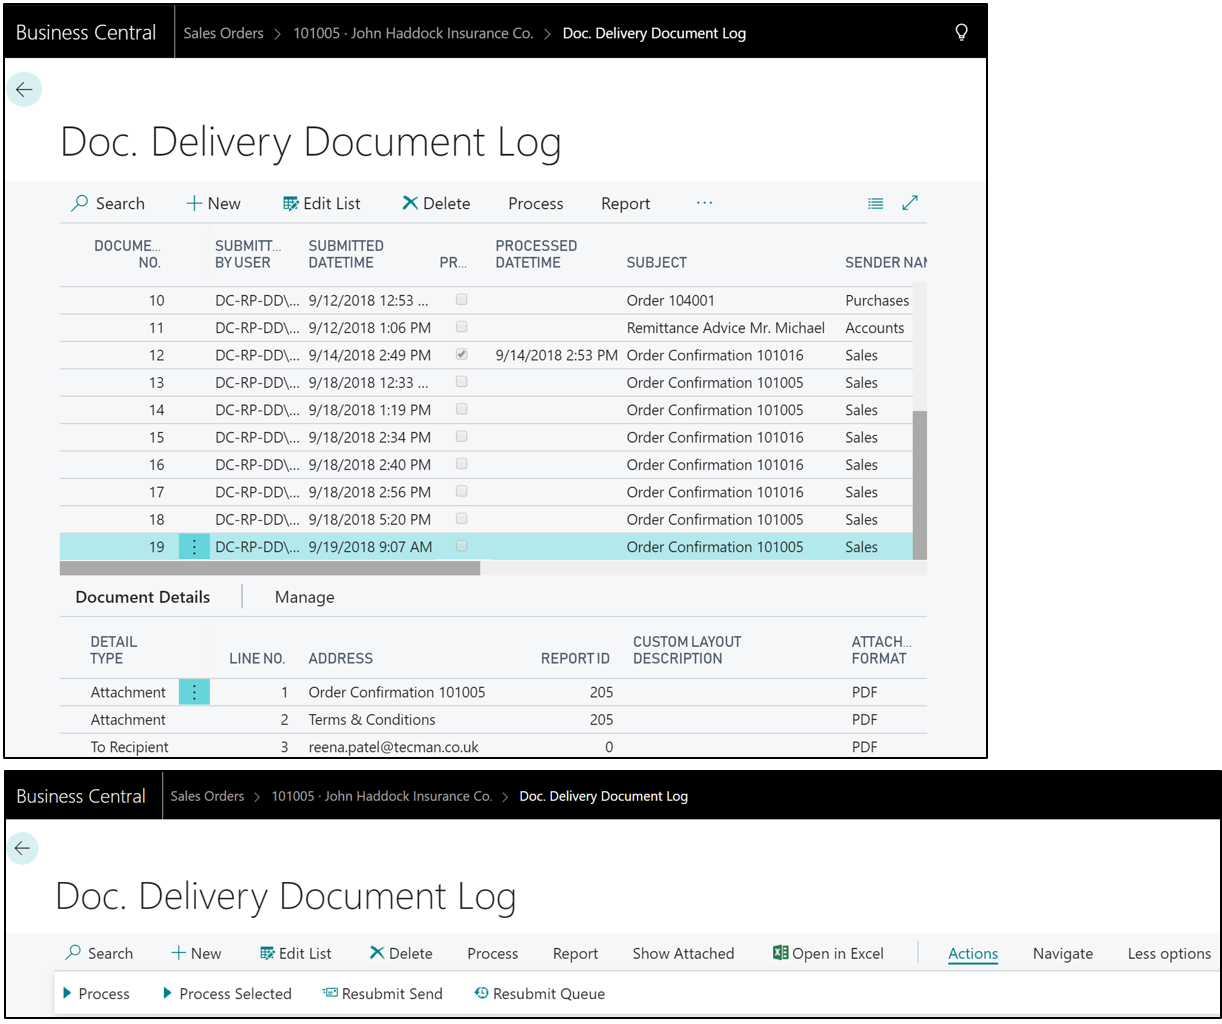 Business Central Sales Orders > 101005 · John Haddock Insurance Co. > Doc. Delivery Document Log
Doc. Delivery Document Log
Search New Edit List Delete Process Report ...
DOCUME... NO. SUBMITT... BY USER SUBMITTED DATETIME PR... PROCESSED DATETIME SUBJECT SENDER NAM
10 DC-RP-DD\... 9/12/2018 12:53 ... Order 104001 Purchases
11 DC-RP-DD\... 9/12/2018 1:06 PM Remittance Advice Mr. Michael Accounts
12 DC-RP-DD\... 9/14/2018 2:49 PM 9/14/2018 2:53 PM Order Confirmation 101016 Sales
13 DC-RP-DD\... 9/18/2018 12:33 ... Order Confirmation 101005 Sales
14 DC-RP-DD\... 9/18/2018 1:19 PM Order Confirmation 101005 Sales
15 DC-RP-DD\... 9/18/2018 2:34 PM Order Confirmation 101016 Sales
16 DC-RP-DD\... 9/18/2018 2:40 PM Order Confirmation 101016 Sales
17 DC-RP-DD\... 9/18/2018 2:56 PM Order Confirmation 101016 Sales
18 DC-RP-DD\... 9/18/2018 5:20 PM Order Confirmation 101005 Sales
19 DC-RP-DD\... 9/19/2018 9:07 AM Order Confirmation 101005 Sales
Document Details Manage
DETAIL TYPE LINE NO. ADDRESS REPORT ID CUSTOM LAYOUT DESCRIPTION ATTACH... FORMAT
Attachment 1 Order Confirmation 101005 205 PDF
Attachment 2 Terms & Conditions 205 PDF
To Recipient 3 reena.patel@tecman.co.uk 0 PDF
Business Central Sales Orders > 101005 · John Haddock Insurance Co. > Doc. Delivery Document Log
Doc. Delivery Document Log
Search New Edit List Delete Process Report Show Attached Open in Excel Actions Navigate Less options
Process Process Selected Resubmit Send Resubmit Queue